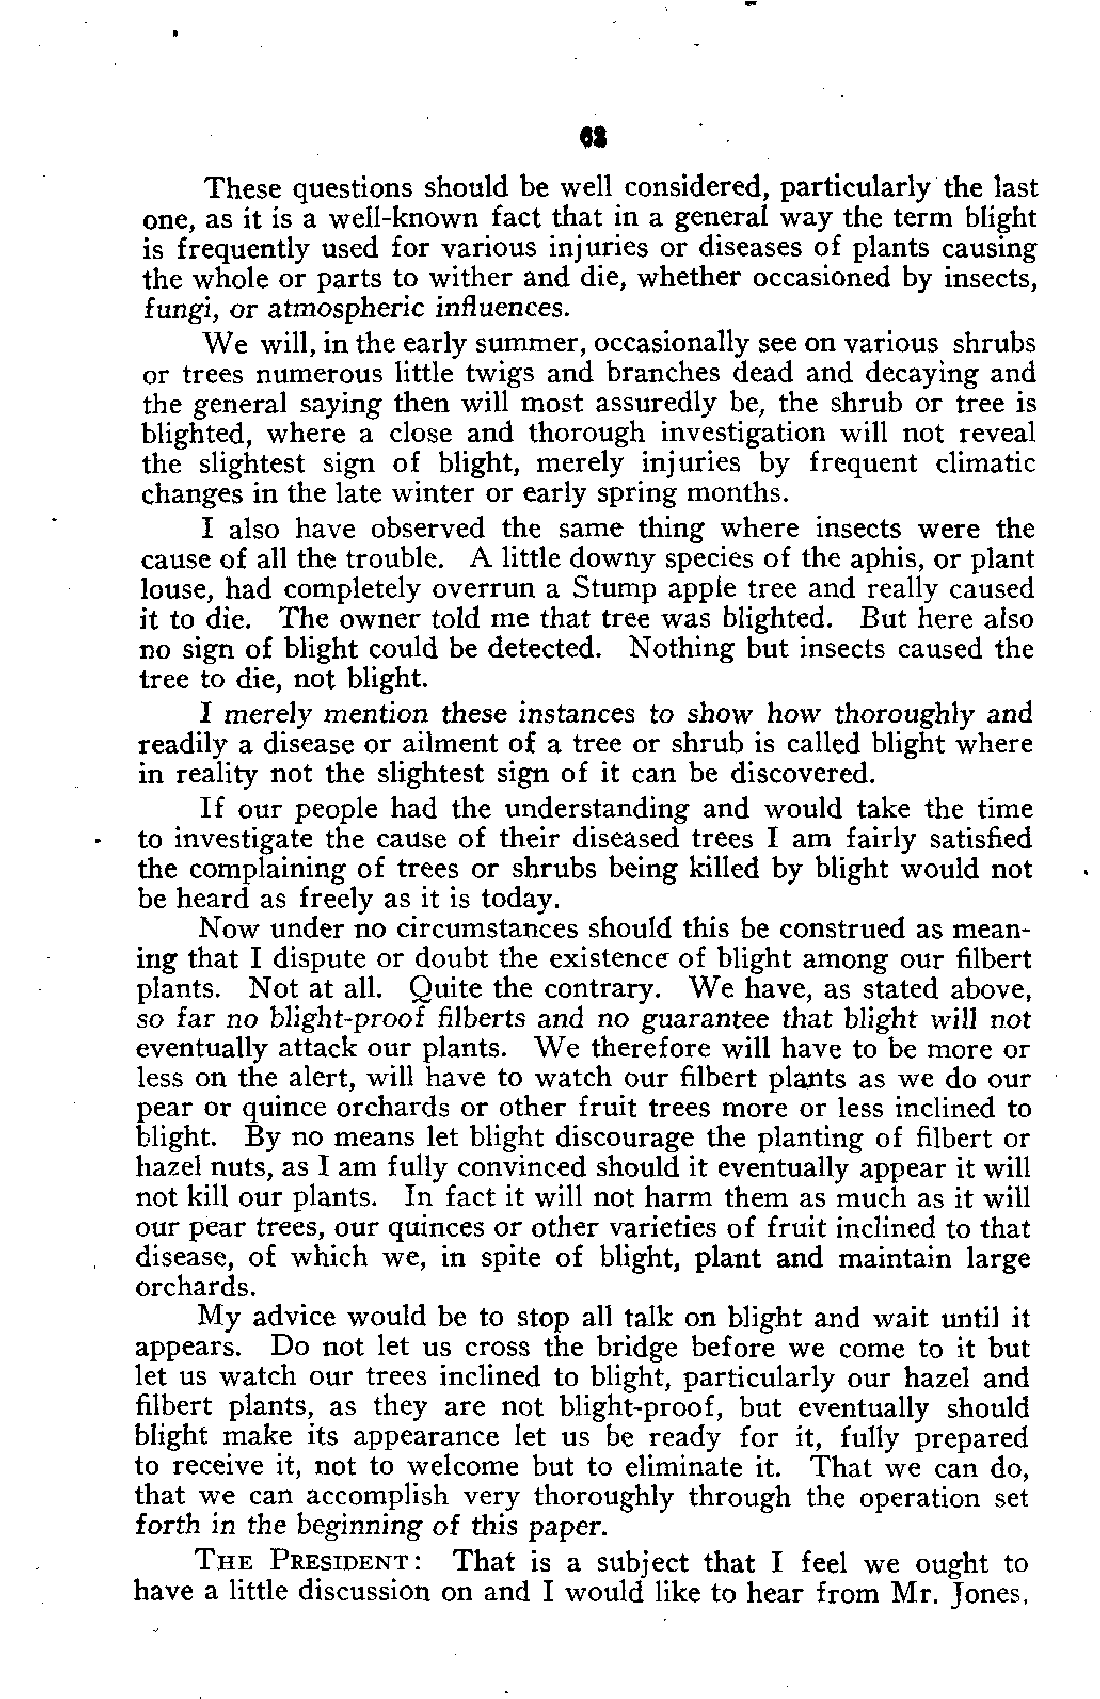 62
These questions should be well considered, particularly the last
one, as it is a well-known fact that in a general way the term blight
is frequently used for various injuries or diseases of plants causing
the whole or parts to wither and die, whether occasioned by insects,
fungi, or atmospheric influences.
We will, in the early summer, occasionally see on various shrubs
or trees numerous little twigs and branches dead and decaying and
the general saying then will most assuredly be, the shrub or tree is
blighted, where a close and thorough investigation will not reveal
the slightest sign of blight, merely injuries by frequent climatic
changes in the late winter or early spring months.
I also have observed the same thing where insects were the
cause of all the trouble. A little downy species of the aphis, or plant
louse, had completely overrun a Stump apple tree and really caused
it to die. The owner told me that tree was blighted. But here also
no sign of blight could be detected. Nothing but insects caused the
tree to die, not blight.
I merely mention these instances to show how thoroughly and
readily a disease or ailment of a tree or shrub is called blight where
in reality not the slightest sign of it can be discovered.
If our people had the understanding and would take the time
to investigate the cause of their diseased trees I am fairly satisfied
the complaining of trees or shrubs being killed by blight would not
be heard as freely as it is today.
Now under no circumstances should this be construed as mean-
ing that I dispute or doubt the existence of blight among our filbert
plants. Not at all. Quite the contrary. We have, as stated above,
so far no blight-proof filberts and no guarantee that blight will not
eventually attack our plants. We therefore will have to be more or
less on the alert, will have to watch our filbert plants as we do our
pear or quince orchards or other fruit trees more or less inclined to
blight. By no means let blight discourage the planting of filbert or
hazel nuts, as I am fully convinced should it eventually appear it will
not kill our plants. In fact it will not harm them as much as it will
our pear trees, our quinces or other varieties of fruit inclined to that
disease, of which we, in spite of blight, plant and maintain large
orchards.
My advice would be to stop all talk on blight and wait until it
appears. Do not let us cross the bridge before we come to it but
let us watch our trees inclined to blight, particularly our hazel and
filbert plants, as they are not blight-proof, but eventually should
blight make its appearance let us be ready for it, fully prepared
to receive it, not to welcome but to eliminate it. That we can do,
that we can accomplish very thoroughly through the operation set
forth in the beginning of this paper.
THE PRESIDENT: That is a subject that I feel we ought to
have a little discussion on and I would like to hear from Mr. Jones,